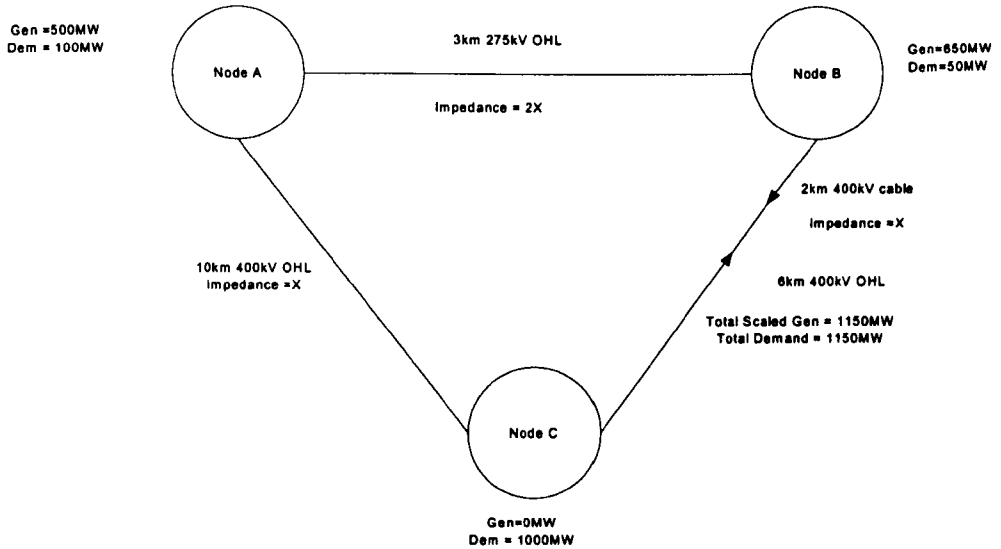 Gen =500MW
Dem = 100MW
Node A
3km 275kV OHL
Impedance = 2X
Node B
Gen=650MW
Dem=50MW
2km 400kV cable
Impedance =X
10km 400kV OHL
Impedance =X
6km 400kV OHL
Total Scaled Gen = 1150MW
Total Demand = 1150MW
Node C
Gen=0MW
Dem = 1000MW